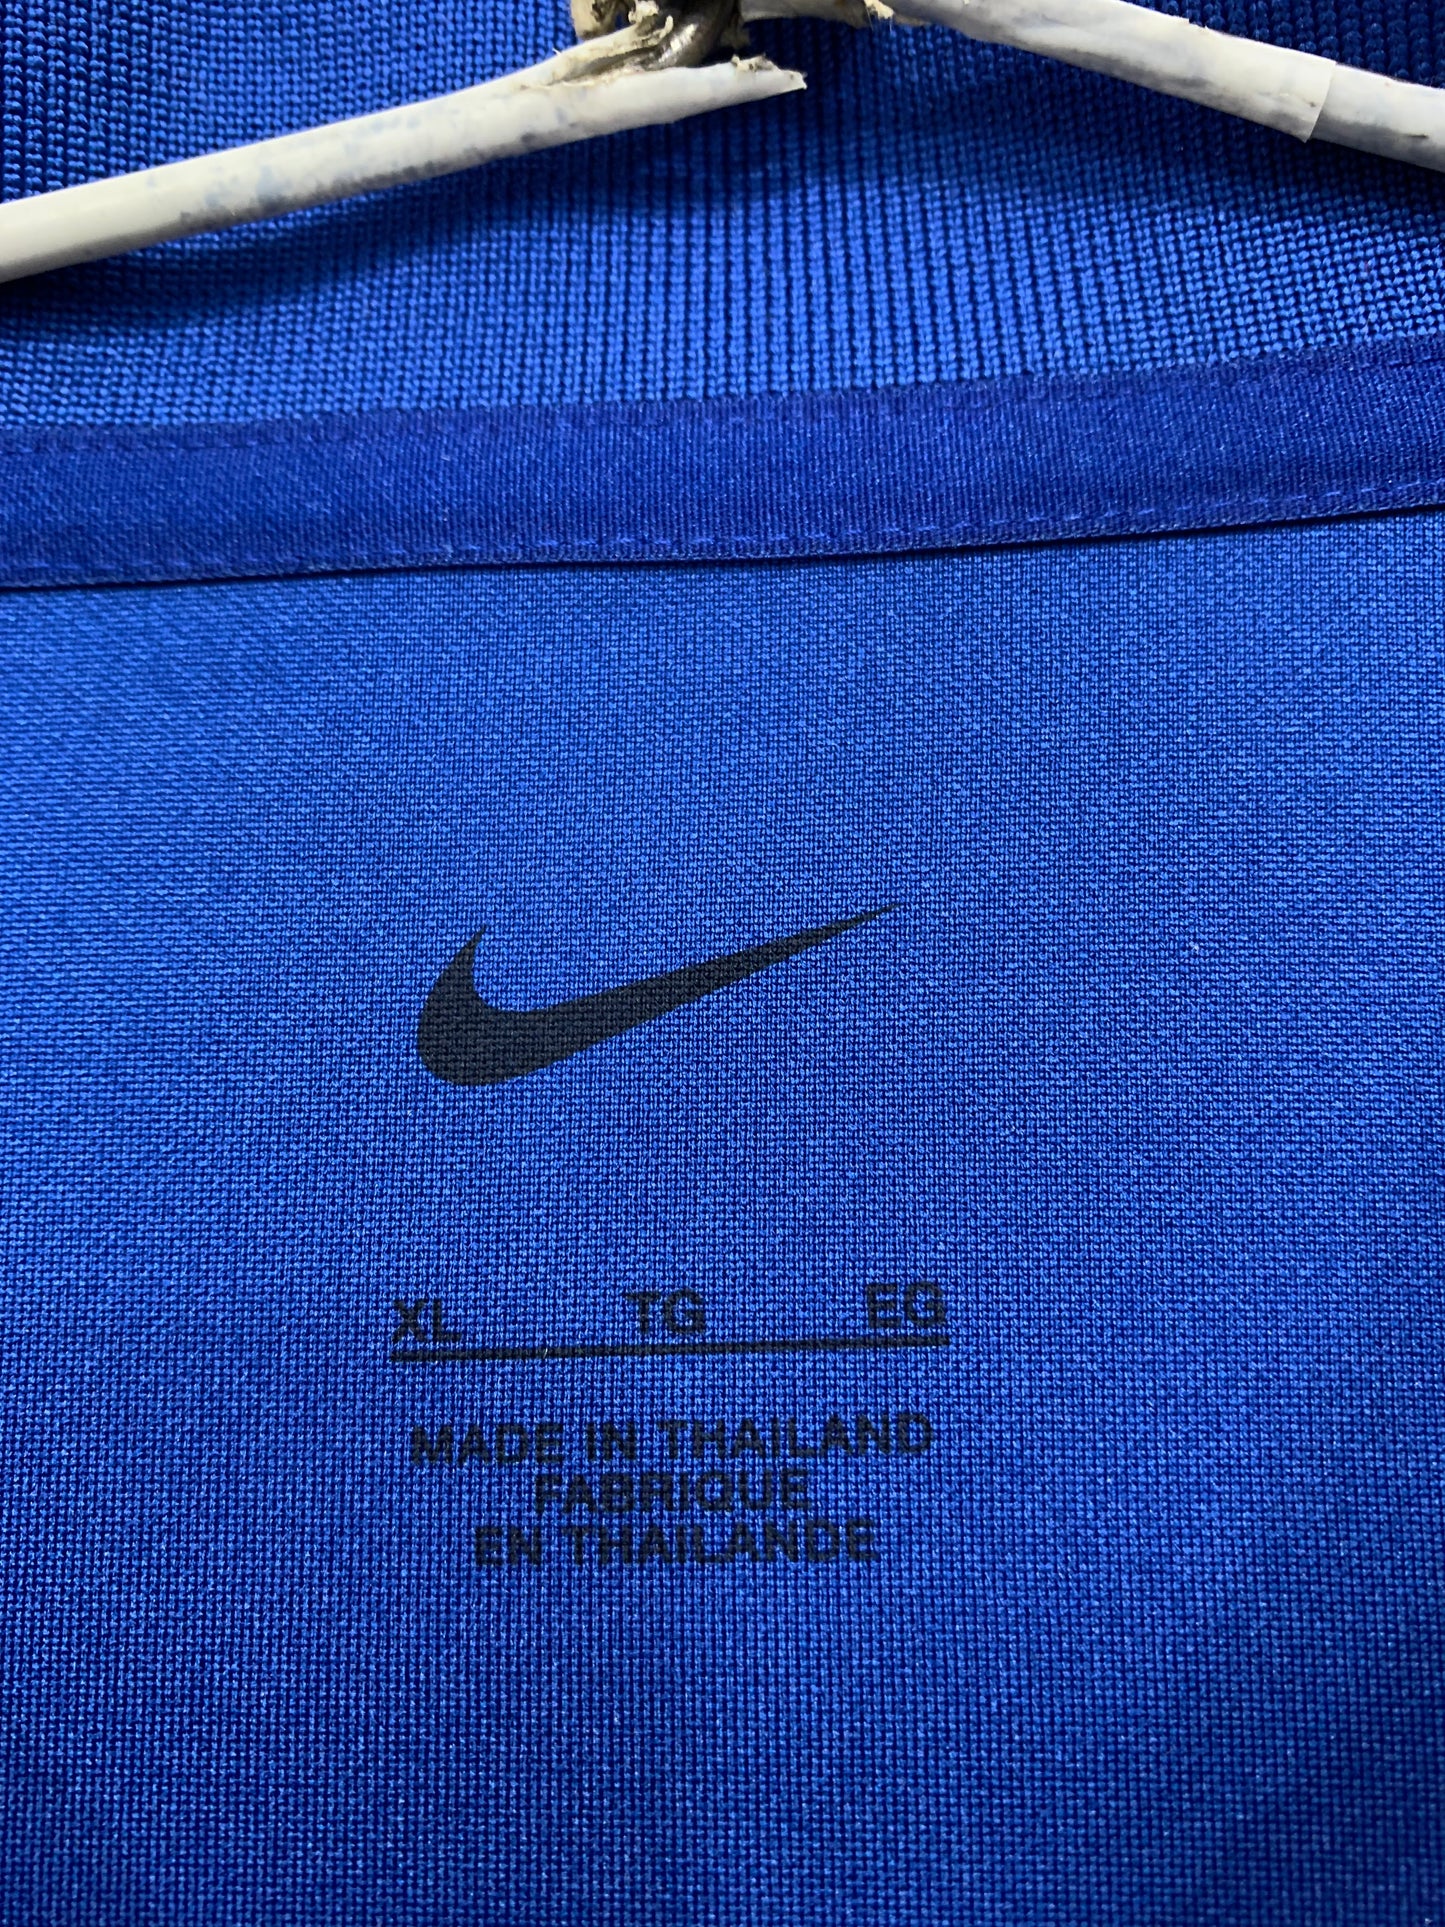 XL TG EG
MADE IN THAILAND
FABRIQUE
EN THAILANDE